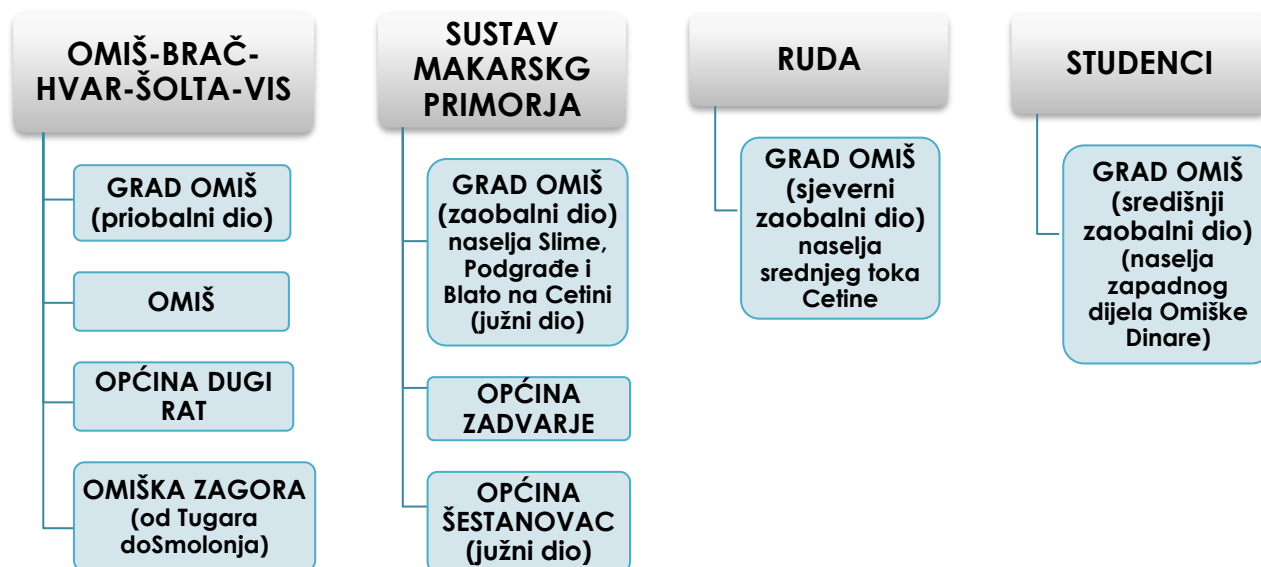 OMIŠ-BRAČ-
HVAR-ŠOLTA-VIS
GRAD OMIŠ
(priobalni dio)
OMIŠ
OPĆINA DUGI
RAT
OMIŠKA ZAGORA
(od Tugara
doSmolonja)
SUSTAV
MAKARSKG
PRIMORJA
GRAD OMIŠ
(zaobalni dio)
naselja Slime,
Podgrađe i
Blato na Cetini
(južni dio)
OPĆINA
ZADVARJE
OPĆINA
ŠESTANOVAC
(južni dio)
RUDA
GRAD OMIŠ
(sjeverni
zaobalni dio)
naselja
srednjeg toka
Cetine
STUDENCI
GRAD OMIŠ
(središnji
zaobalni dio)
(naselja
zapadnog
dijela Omiške
Dinare)